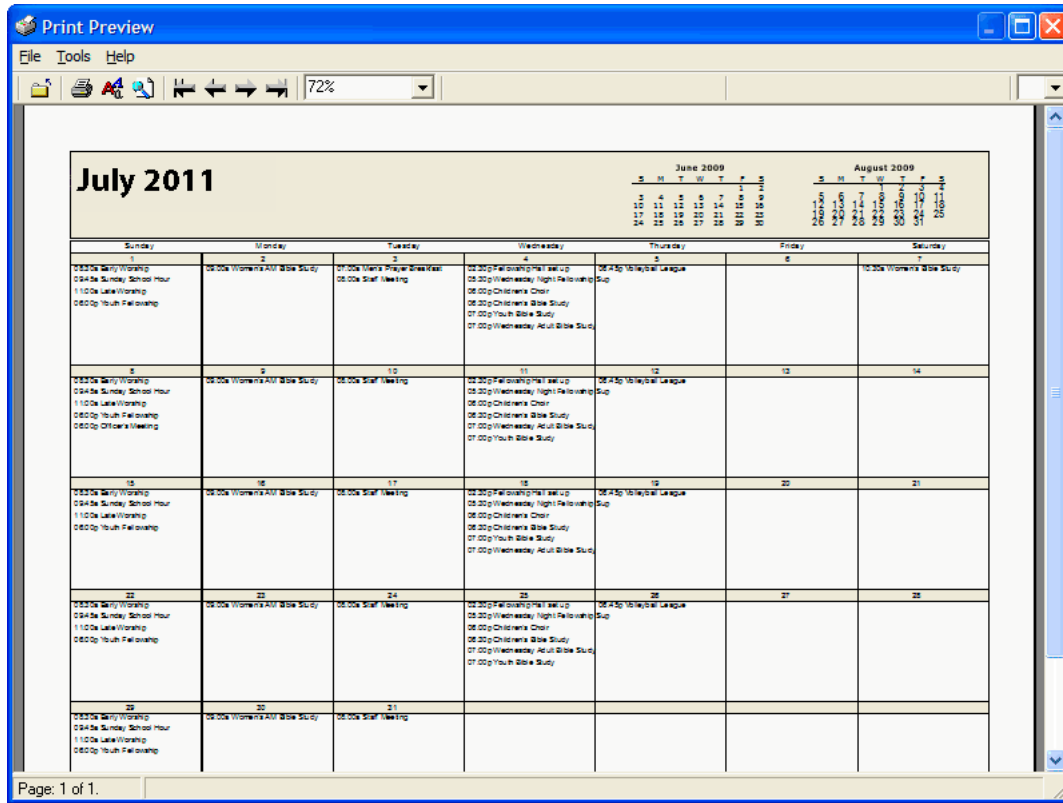 Print Preview
File Tools Help
72%
July 2011
June 2009
S M T W T F S
1 2
3 4 5 6 7 8 9
10 11 12 13 14 15 16
17 18 19 20 21 22 23
24 25 26 27 28 29 30
August 2009
S M T W T F S
1 2 3 4
5 6 7 8 9 10 11
12 13 14 15 16 17 18
19 20 21 22 23 24 25
26 27 28 29 30 31
Sunday Monday Tuesday Wednesday Thursday Friday Saturday
1 2 3 4 5 6 7
08:30a Early Worship
09:45a Sunday School Hour
11:00a Late Worship
06:00p Youth Fellowship
09:00a Women's AM Bible Study
07:00a Men's Prayer Breakfast
08:00a Staff Meeting
02:30p Fellowship Hall set up
05:30p Wednesday Night Fellowship Sup
06:00p Children's Choir
06:30p Children's Bible Study
07:00p Youth Bible Study
07:00p Wednesday Adult Bible Study
06:45p Volleyball League
10:30a Women's Bible Study
8 9 10 11 12 13 14
08:30a Early Worship
09:45a Sunday School Hour
11:00a Late Worship
06:00p Youth Fellowship
06:00p Officer's Meeting
09:00a Women's AM Bible Study
08:00a Staff Meeting
02:30p Fellowship Hall set up
05:30p Wednesday Night Fellowship Sup
06:00p Children's Choir
06:30p Children's Bible Study
07:00p Wednesday Adult Bible Study
07:00p Youth Bible Study
06:45p Volleyball League
15 16 17 18 19 20 21
08:30a Early Worship
09:45a Sunday School Hour
11:00a Late Worship
06:00p Youth Fellowship
09:00a Women's AM Bible Study
08:00a Staff Meeting
02:30p Fellowship Hall set up
05:30p Wednesday Night Fellowship Sup
06:00p Children's Choir
06:30p Children's Bible Study
07:00p Youth Bible Study
07:00p Wednesday Adult Bible Study
06:45p Volleyball League
22 23 24 25 26 27 28
08:30a Early Worship
09:45a Sunday School Hour
11:00a Late Worship
06:00p Youth Fellowship
09:00a Women's AM Bible Study
08:00a Staff Meeting
02:30p Fellowship Hall set up
05:30p Wednesday Night Fellowship Sup
06:00p Children's Choir
06:30p Children's Bible Study
07:00p Wednesday Adult Bible Study
07:00p Youth Bible Study
06:45p Volleyball League
29 30 31
08:30a Early Worship
09:45a Sunday School Hour
11:00a Late Worship
06:00p Youth Fellowship
09:00a Women's AM Bible Study
08:00a Staff Meeting
Page: 1 of 1.